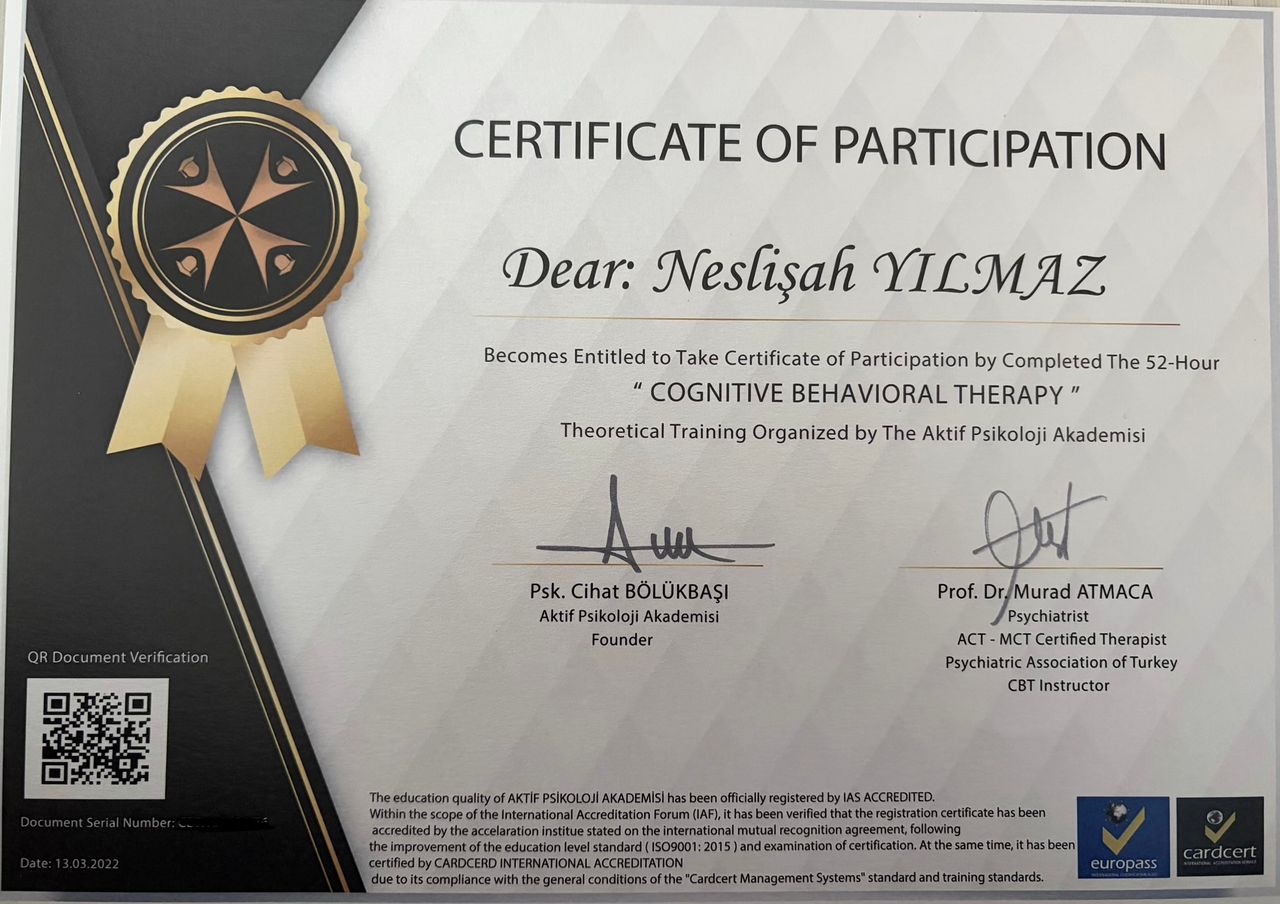 CERTIFICATE OF PARTICIPATION
Dear: Neslişah YILMAZ
Becomes Entitled to Take Certificate of Participation by Completed The 52-Hour
“ COGNITIVE BEHAVIORAL THERAPY ”
Theoretical Training Organized by The Aktif Psikoloji Akademisi
Psk. Cihat BÖLÜKBAŞI
Aktif Psikoloji Akademisi
Founder
Prof. Dr. Murad ATMACA
Psychiatrist
ACT - MCT Certified Therapist
Psychiatric Association of Turkey
CBT Instructor
QR Document Verification
Document Serial Number:
Date: 13.03.2022
The education quality of AKTİF PSİKOLOJİ AKADEMİSİ has been officially registered by IAS ACCREDITED.
Within the scope of the International Accreditation Forum (IAF), it has been verified that the registration certificate has been
accredited by the accelaration institue stated on the international mutual recognition agreement, following
the improvement of the education level standard ( ISO9001: 2015 ) and examination of certification. At the same time, it has been
certified by CARDCERD INTERNATIONAL ACCREDITATION
due to its compliance with the general conditions of the "Cardcert Management Systems" standard and training standards.
europass
cardcert